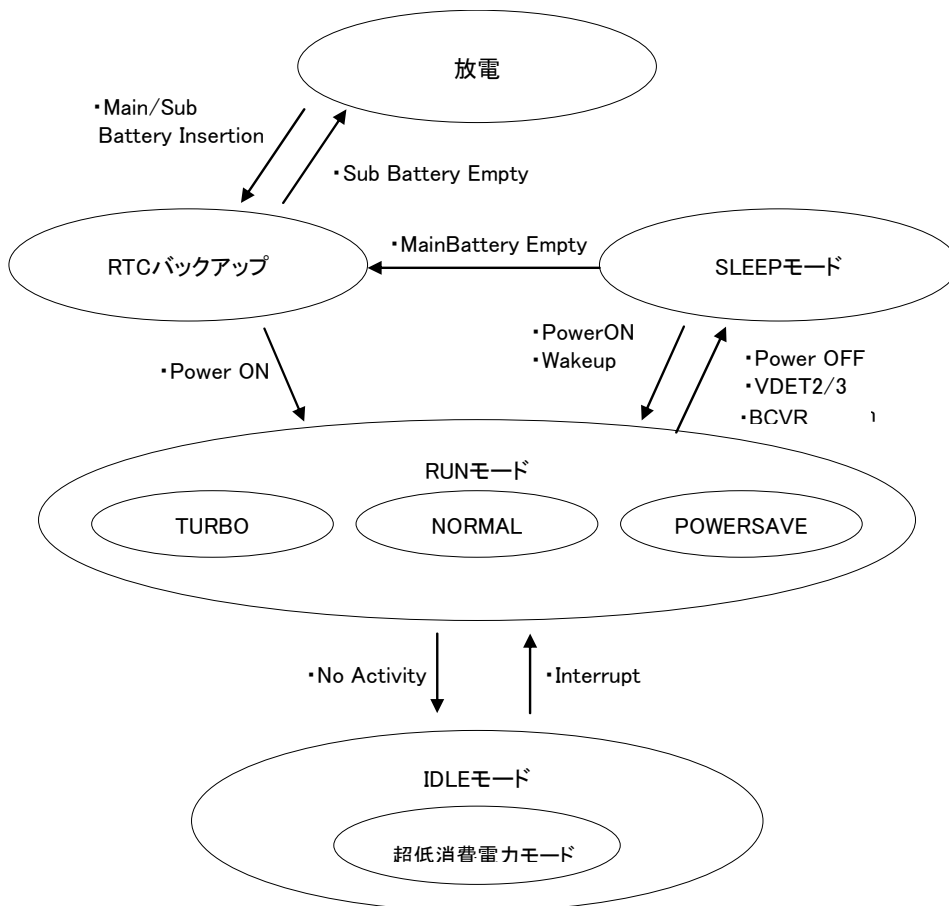 放電
・Main/Sub
Battery Insertion
・Sub Battery Empty
RTCバックアップ
・MainBattery Empty
SLEEPモード
・Power ON
・PowerON
・Wakeup
・Power OFF
・VDET2/3
・BCVR
RUNモード
TURBO
NORMAL
POWERSAVE
・No Activity
・Interrupt
IDLEモード
超低消費電力モード